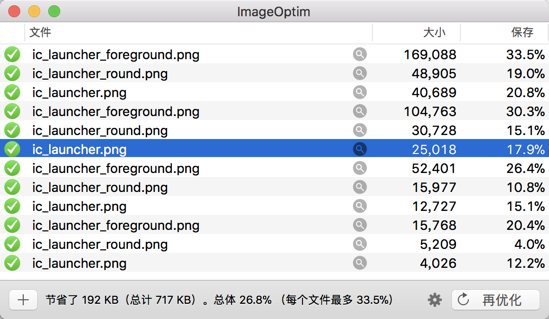 ImageOptim
文件 大小 保存
ic_launcher_foreground.png 169,088 33.5%
ic_launcher_round.png 48,905 19.0%
ic_launcher.png 40,689 20.8%
ic_launcher_foreground.png 104,763 30.3%
ic_launcher_round.png 30,728 15.1%
ic_launcher.png 25,018 17.9%
ic_launcher_foreground.png 52,401 26.4%
ic_launcher_round.png 15,977 10.8%
ic_launcher.png 12,727 15.1%
ic_launcher_foreground.png 15,768 20.4%
ic_launcher_round.png 5,209 4.0%
ic_launcher.png 4,026 12.2%
节省了 192 KB（总计 717 KB）。总体 26.8% （每个文件最多 33.5%） 再优化